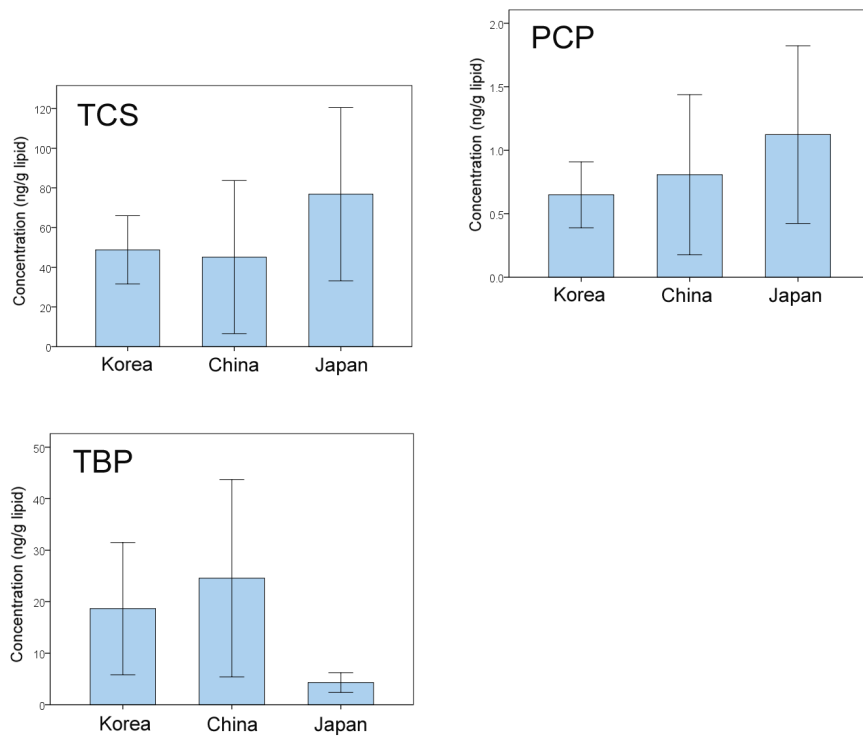 TCS
Concentration (ng/g lipid)
120
100
80
60
40
20
0
Korea China Japan
PCP
Concentration (ng/g lipid)
2.0
1.5
1.0
0.5
0.0
Korea China Japan
TBP
Concentration (ng/g lipid)
50
40
30
20
10
0
Korea China Japan